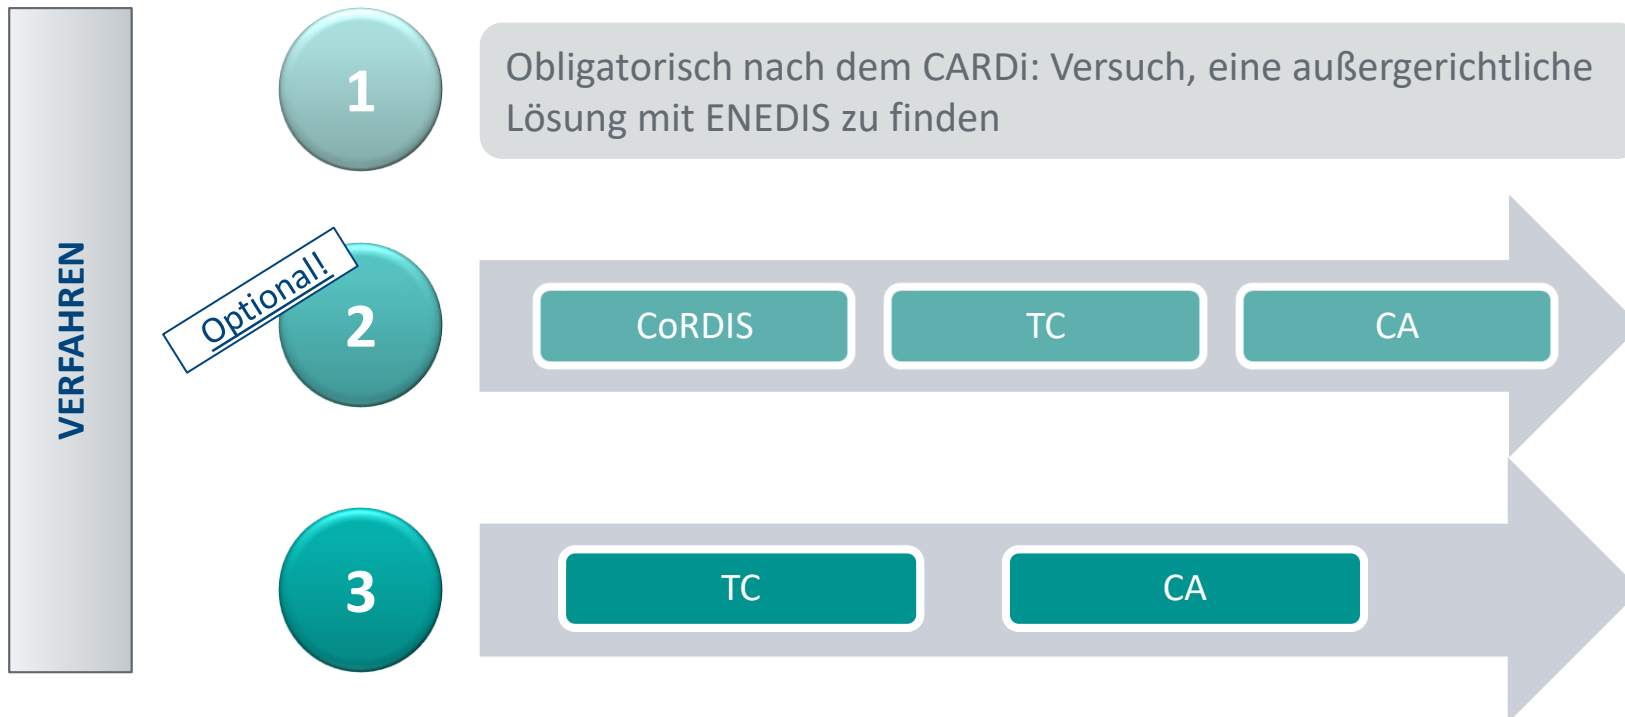 VERFAHREN
1
Obligatorisch nach dem CARDi: Versuch, eine außergerichtliche
Lösung mit ENEDIS zu finden
Optional!
2
CoRDIS
TC
CA
3
TC
CA